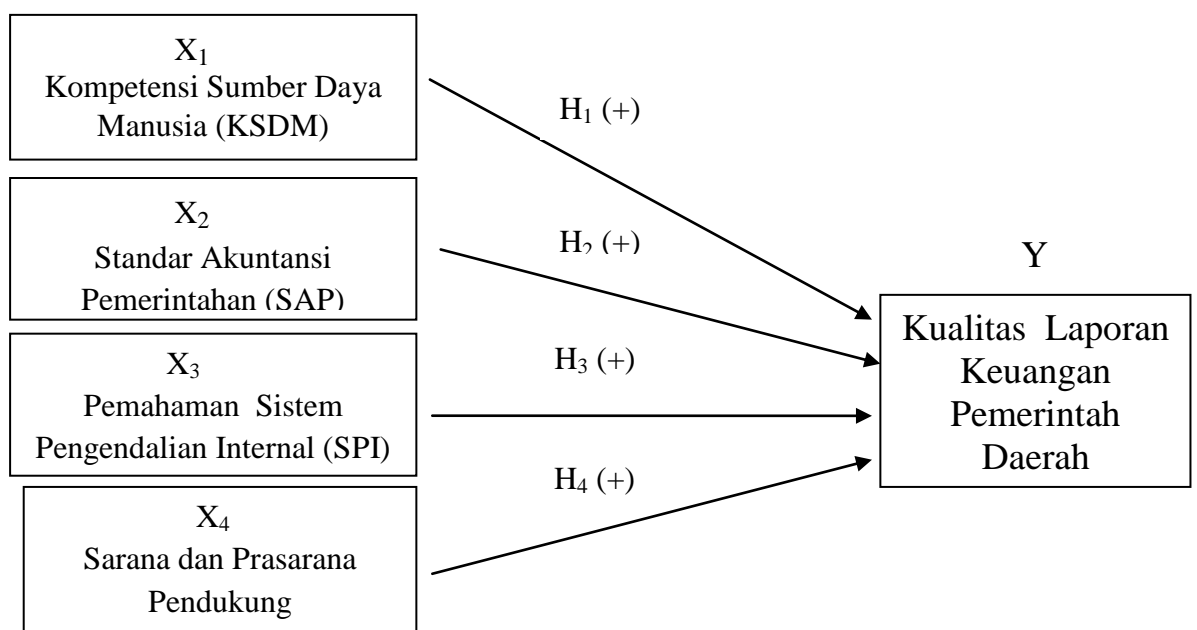 X₁
Kompetensi Sumber Daya
Manusia (KSDM)
H₁ (+)
X₂
Standar Akuntansi
Pemerintahan (SAP)
H₂ (+)
X₃
Pemahaman Sistem
Pengendalian Internal (SPI)
H₃ (+)
X₄
Sarana dan Prasarana
Pendukung
H₄ (+)
Y
Kualitas Laporan
Keuangan
Pemerintah
Daerah